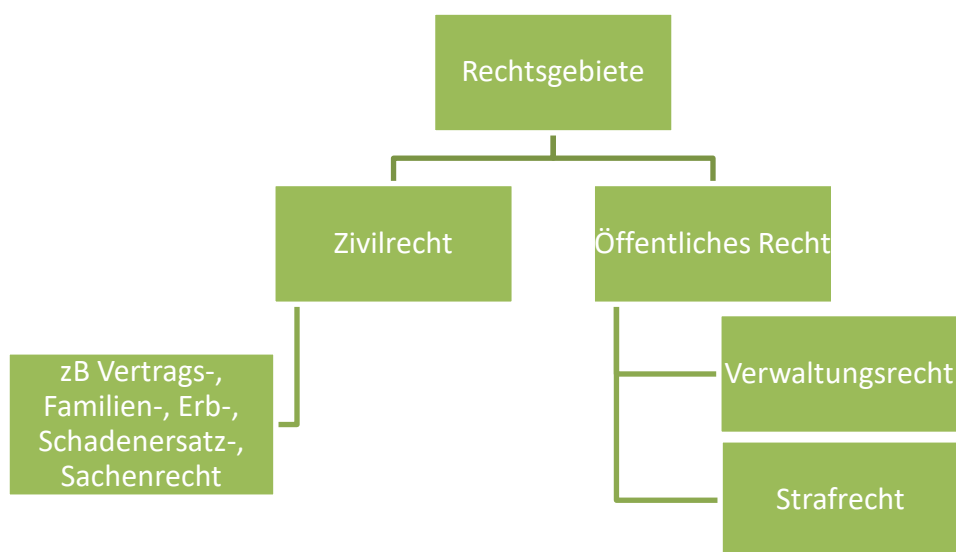 Rechtsgebiete
Zivilrecht
Öffentliches Recht
zB Vertrags-,
Familien-, Erb-,
Schadenersatz-,
Sachenrecht
Verwaltungsrecht
Strafrecht